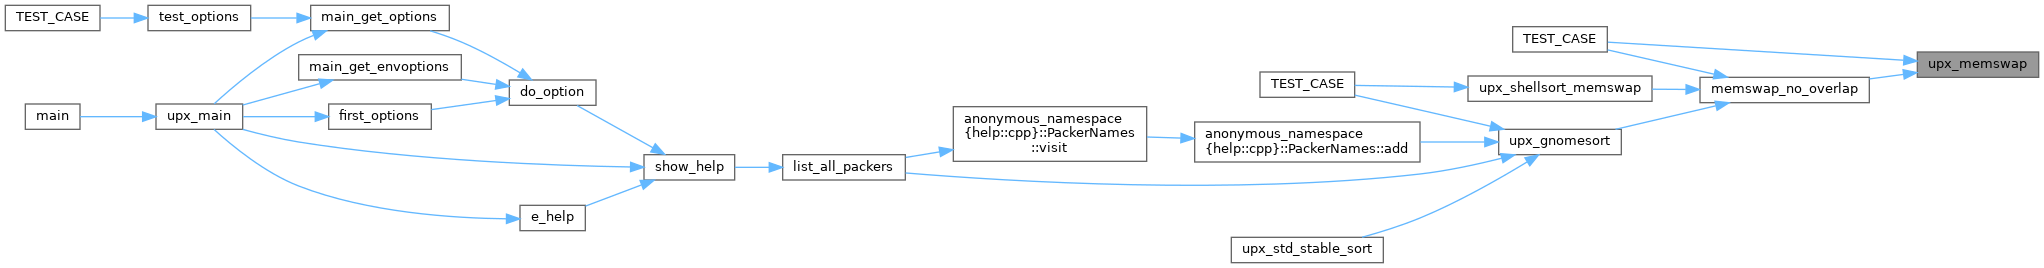 TEST_CASE
test_options
main_get_options
main_get_envoptions
do_option
main
upx_main
first_options
show_help
e_help
list_all_packers
anonymous_namespace
{help::cpp}::PackerNames
::visit
anonymous_namespace
{help::cpp}::PackerNames::add
TEST_CASE
upx_shellsort_memswap
TEST_CASE
memswap_no_overlap
upx_memswap
upx_gnomesort
upx_std_stable_sort